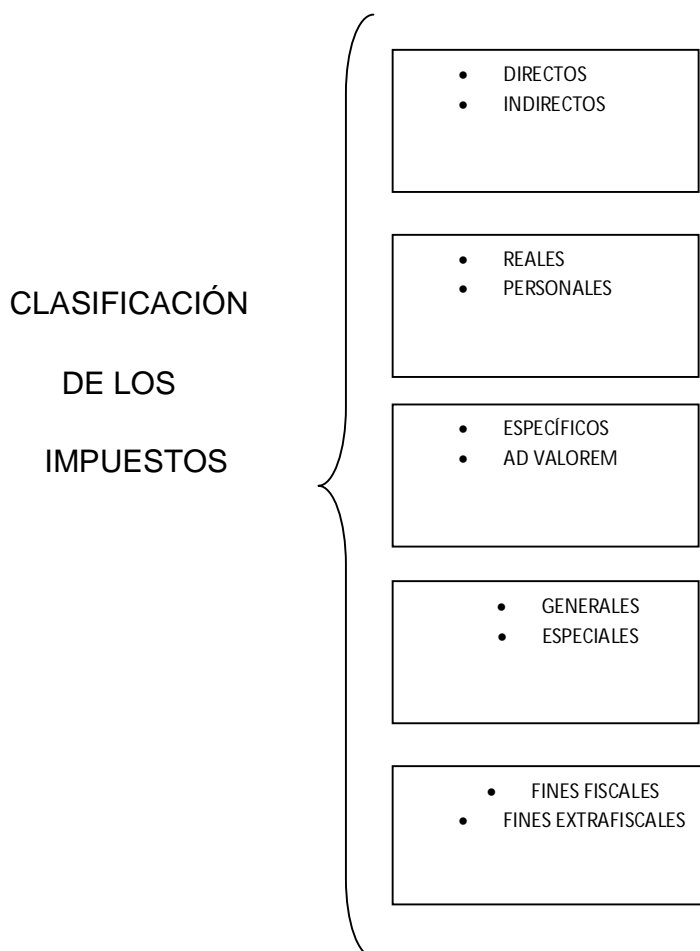 CLASIFICACIÓN
DE LOS
IMPUESTOS
• DIRECTOS
• INDIRECTOS
• REALES
• PERSONALES
• ESPECÍFICOS
• AD VALOREM
• GENERALES
• ESPECIALES
• FINES FISCALES
• FINES EXTRAFISCALES